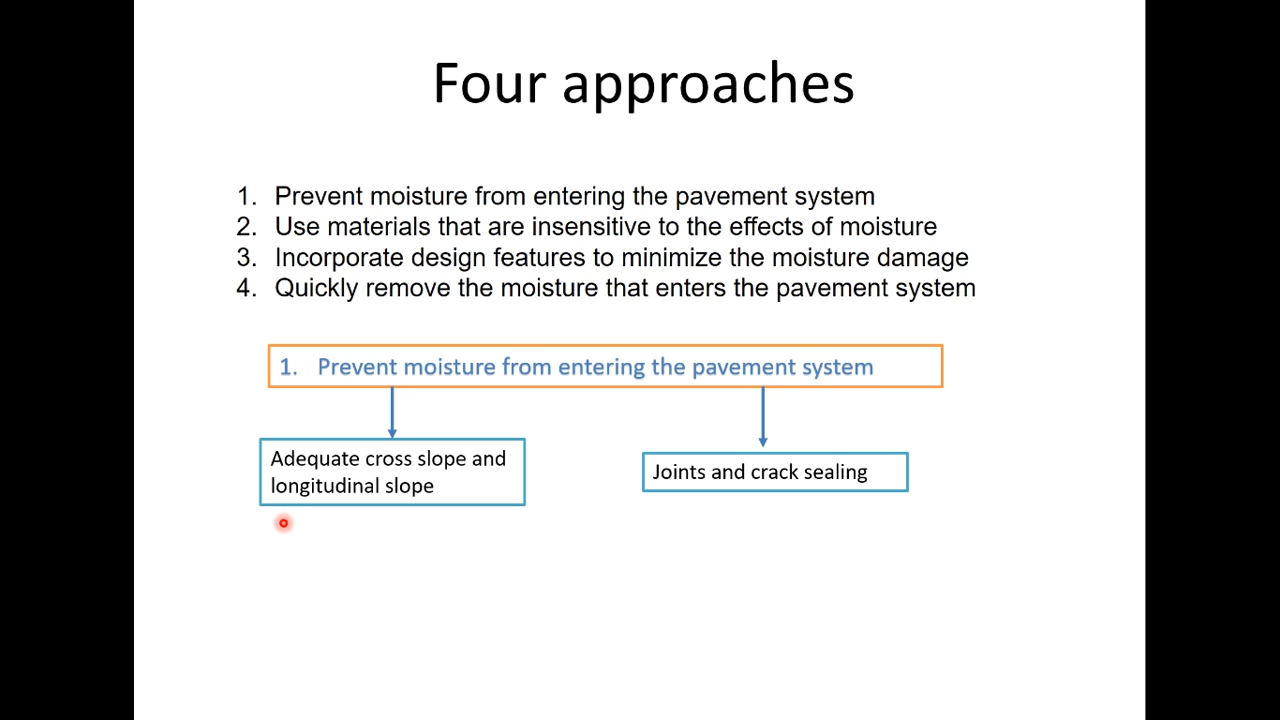 Four approaches
1. Prevent moisture from entering the pavement system
2. Use materials that are insensitive to the effects of moisture
3. Incorporate design features to minimize the moisture damage
4. Quickly remove the moisture that enters the pavement system
1. Prevent moisture from entering the pavement system
Adequate cross slope and
longitudinal slope
Joints and crack sealing